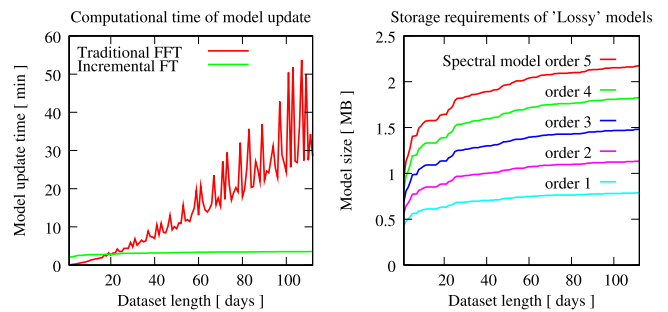 Computational time of model update
60
50
40
30
20
10
0
Model update time [ min ]
Traditional FFT
Incremental FT
20 40 60 80 100
Dataset length [ days ]
Storage requirements of 'Lossy' models
2.5
2
1.5
1
0.5
0
Model size [ MB ]
Spectral model order 5
order 4
order 3
order 2
order 1
20 40 60 80 100
Dataset length [ days ]